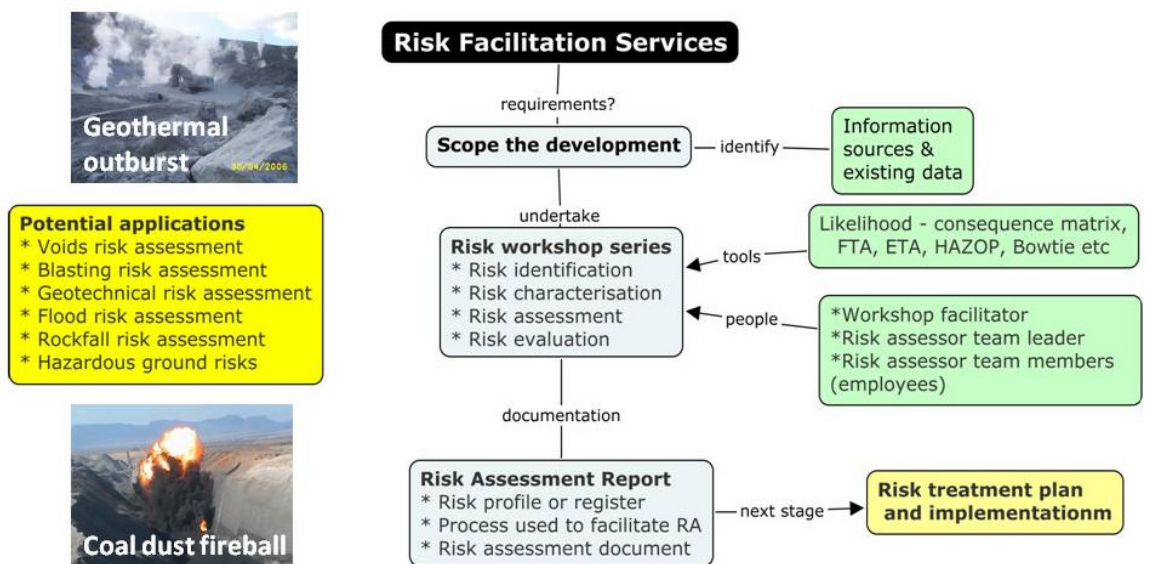 Risk Facilitation Services
requirements?
Scope the development
identify
Information
sources &
existing data
undertake
Risk workshop series
* Risk identification
* Risk characterisation
* Risk assessment
* Risk evaluation
tools
Likelihood - consequence matrix,
FTA, ETA, HAZOP, Bowtie etc
people
*Workshop facilitator
*Risk assessor team leader
*Risk assessor team members
(employees)
documentation
Risk Assessment Report
* Risk profile or register
* Process used to facilitate RA
* Risk assessment document
next stage
Risk treatment plan
and implementationm
Geothermal
outburst
30/04/2006
Potential applications
* Voids risk assessment
* Blasting risk assessment
* Geotechnical risk assessment
* Flood risk assessment
* Rockfall risk assessment
* Hazardous ground risks
Coal dust fireball